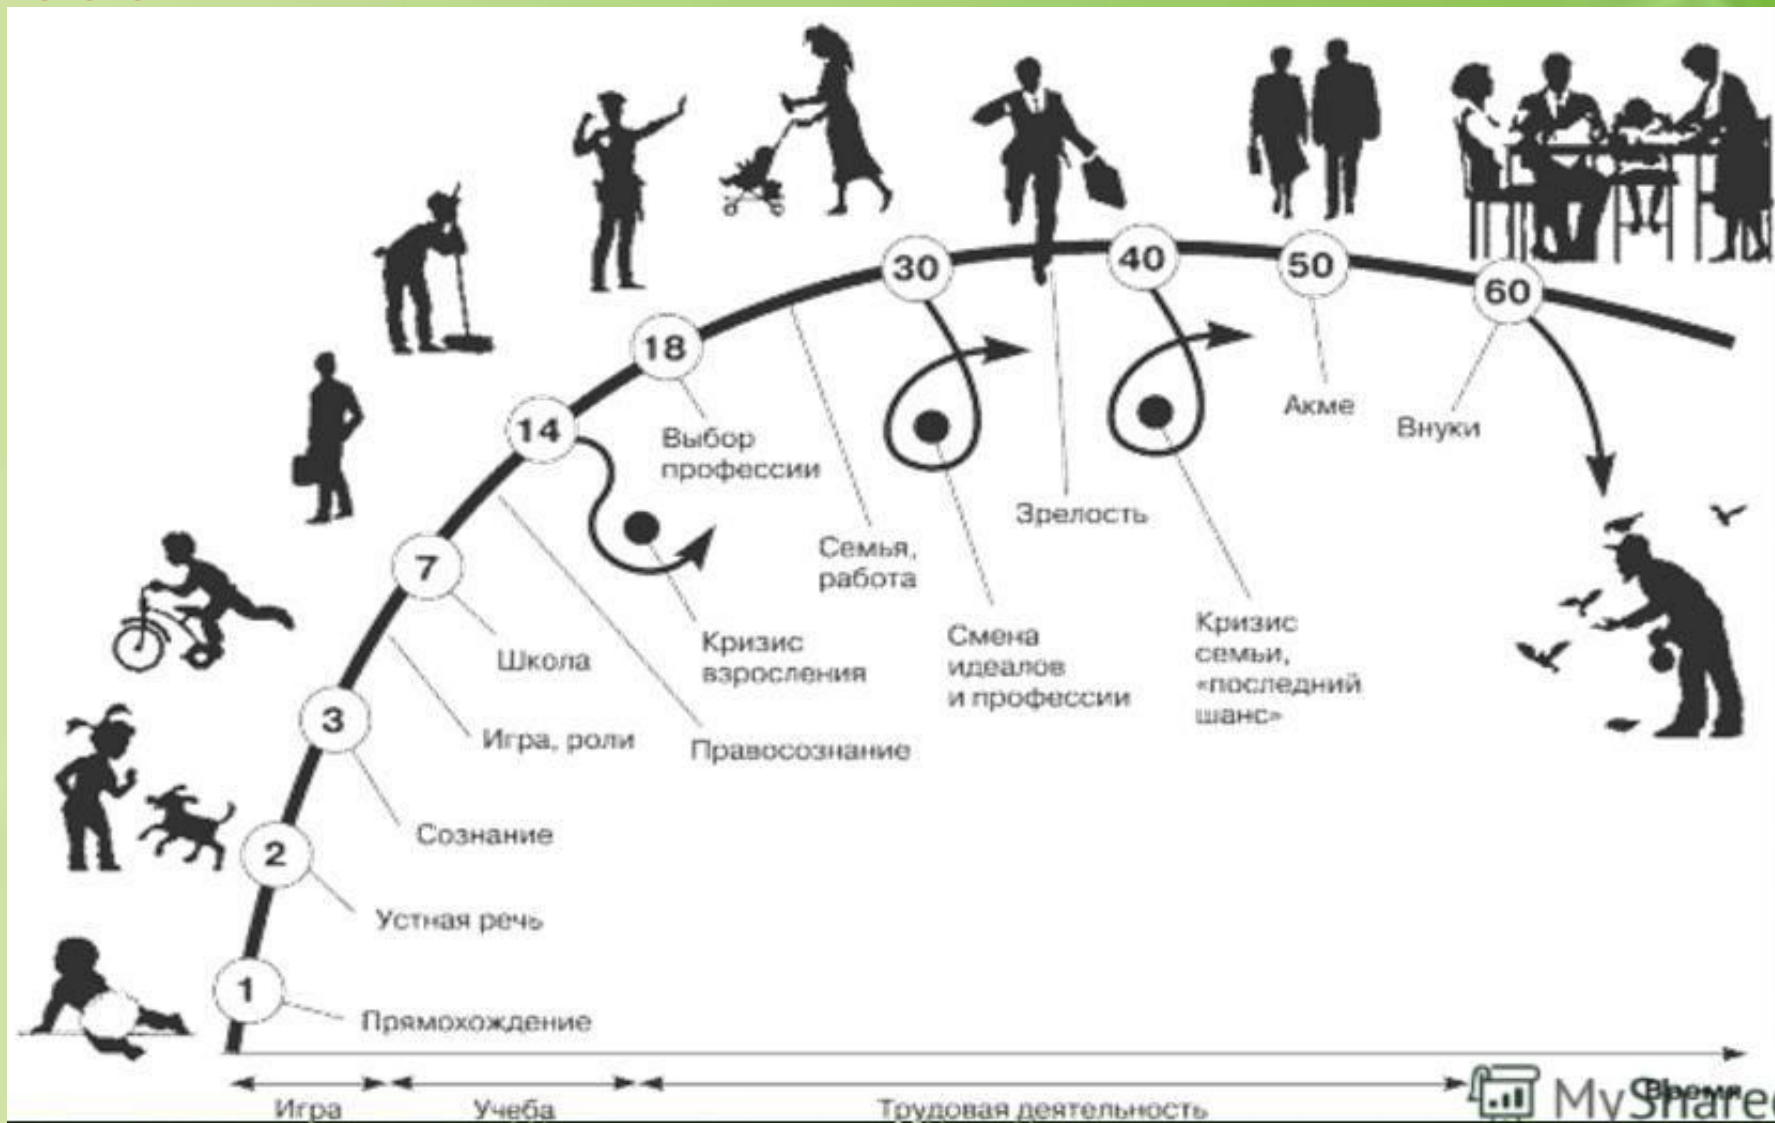 30
40
50
60
18
14
7
3
2
1
Акме
Внуки
Выбор
профессии
Зрелость
Семья,
работа
Кризис
семьи,
«последний
шанс»
Смена
идеалов
и профессии
Кризис
взросления
Школа
Игра, роли
Правосознание
Сознание
Устная речь
Прямохождение
Время
Игра
Учеба
Трудовая деятельность
MyShared